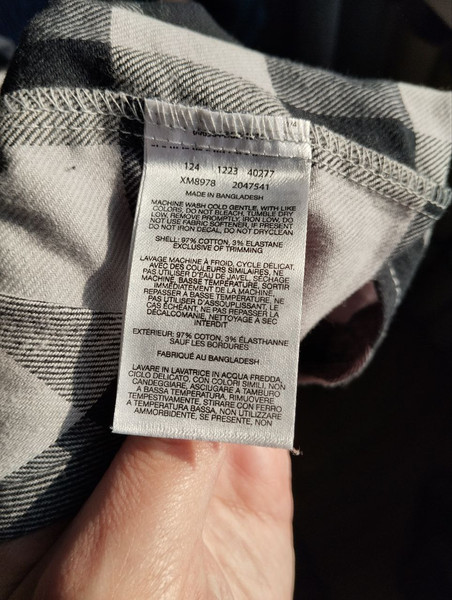 124 1223 40277
XM8978 2047541
MADE IN BANGLADESH
MACHINE WASH COLD GENTLE, WITH LIKE
COLORS, DO NOT BLEACH, TUMBLE DRY
LOW, REMOVE PROMPTLY, IRON LOW, DO
NOT USE FABRIC SOFTENER, IF PRESENT
DO NOT IRON DECAL, DO NOT DRYCLEAN
SHELL: 97% COTTON, 3% ELASTANE
EXCLUSIVE OF TRIMMING
LAVAGE MACHINE À FROID, CYCLE DÉLICAT,
AVEC DES COULEURS SIMILAIRES, NE
PAS UTILISER D'EAU DE JAVEL, SÉCHAGE
MACHINE, BASSE TEMPÉRATURE, SORTIR
IMMÉDIATEMENT DE LA MACHINE,
REPASSER À BASSE TEMPÉRATURE, NE
PAS UTILISER D'ASSOUPLISSANT, LE
CAS ÉCHÉANT, NE PAS REPASSER LA
DÉCALCOMANIE, NETTOYAGE À SEC
INTERDIT
EXTÉRIEUR: 97% COTON, 3% ÉLASTHANNE
SAUF LES BORDURES
FABRIQUÉ AU BANGLADESH
LAVARE IN LAVATRICE IN ACQUA FREDDA,
CICLO DELICATO, CON COLORI SIMILI, NON
CANDEGGIARE, ASCIUGARE A TAMBURO
A BASSA TEMPERATURA, RIMUOVERE
TEMPESTIVAMENTE, STIRARE CON FERRO
A TEMPERATURA BASSA, NON UTILIZZARE
AMMORBIDENTE, SE PRESENTE, NON